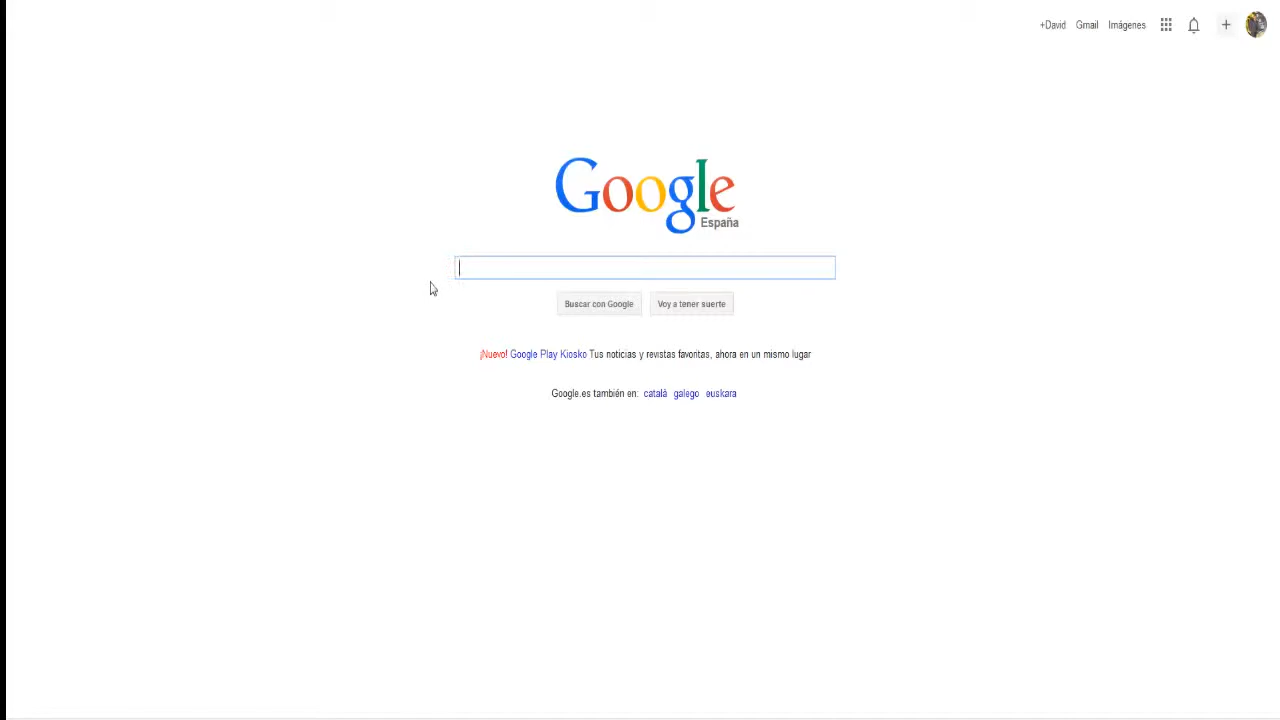 +David Gmail Imágenes
Google
España
Buscar con Google Voy a tener suerte
¡Nuevo! Google Play Kiosko Tus noticias y revistas favoritas, ahora en un mismo lugar
Google.es también en: català galego euskara